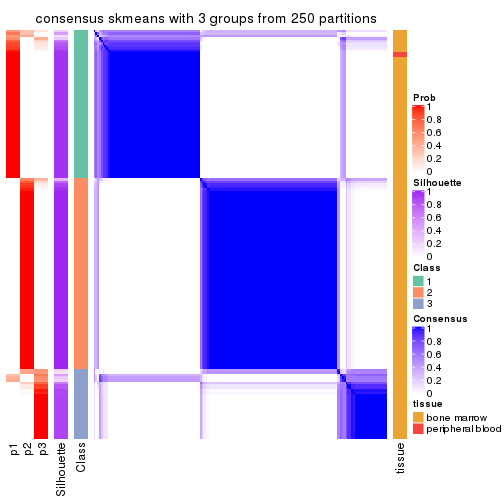 consensus skmeans with 3 groups from 250 partitions
Prob
1
0.8
0.6
0.4
0.2
0
Silhouette
1
0.8
0.6
0.4
0.2
0
Class
1
2
3
Consensus
1
0.8
0.6
0.4
0.2
0
tissue
bone marrow
peripheral blood
p1
p2
p3
Silhouette
Class
tissue